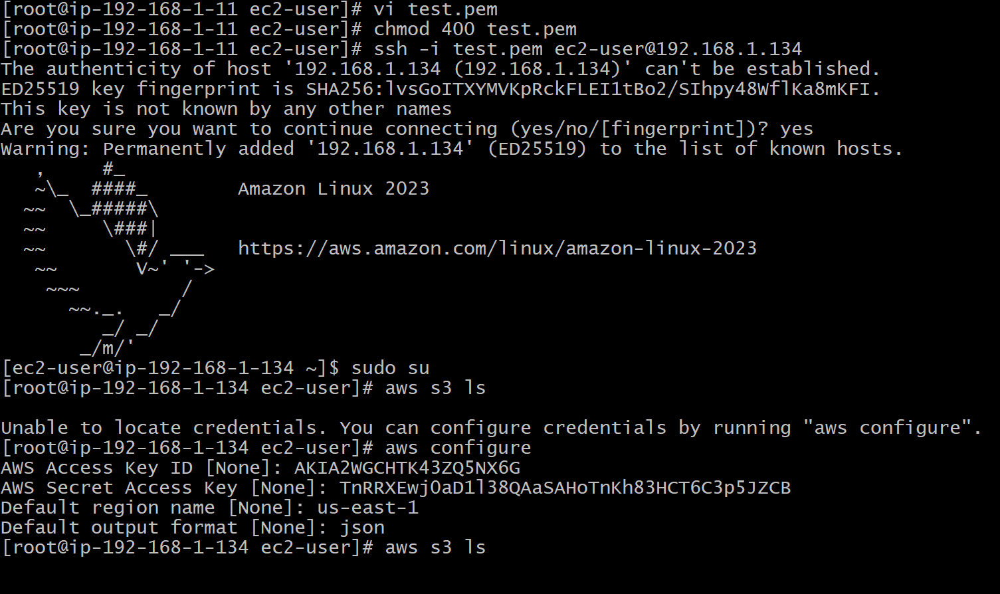 [root@ip-192-168-1-11 ec2-user]# vi test.pem
[root@ip-192-168-1-11 ec2-user]# chmod 400 test.pem
[root@ip-192-168-1-11 ec2-user]# ssh -i test.pem ec2-user@192.168.1.134
The authenticity of host '192.168.1.134 (192.168.1.134)' can't be established.
ED25519 key fingerprint is SHA256:lvsGoITXYMVKpRckFLEI1tBo2/SIhpy48WflKa8mKFI.
This key is not known by any other names
Are you sure you want to continue connecting (yes/no/[fingerprint])? yes
Warning: Permanently added '192.168.1.134' (ED25519) to the list of known hosts.
   ,     #_
   ~\_  ####_        Amazon Linux 2023
  ~~  \_#####\
  ~~     \###|
  ~~       \#/ ___   https://aws.amazon.com/linux/amazon-linux-2023
   ~~       V~' '->
    ~~~         /
      ~~._.   _/
         _/ _/
       _/m/'
[ec2-user@ip-192-168-1-134 ~]$ sudo su
[root@ip-192-168-1-134 ec2-user]# aws s3 ls

Unable to locate credentials. You can configure credentials by running "aws configure".
[root@ip-192-168-1-134 ec2-user]# aws configure
AWS Access Key ID [None]: AKIA2WGCHTK43ZQ5NX6G
AWS Secret Access Key [None]: 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
Default region name [None]: us-east-1
Default output format [None]: json
[root@ip-192-168-1-134 ec2-user]# aws s3 ls